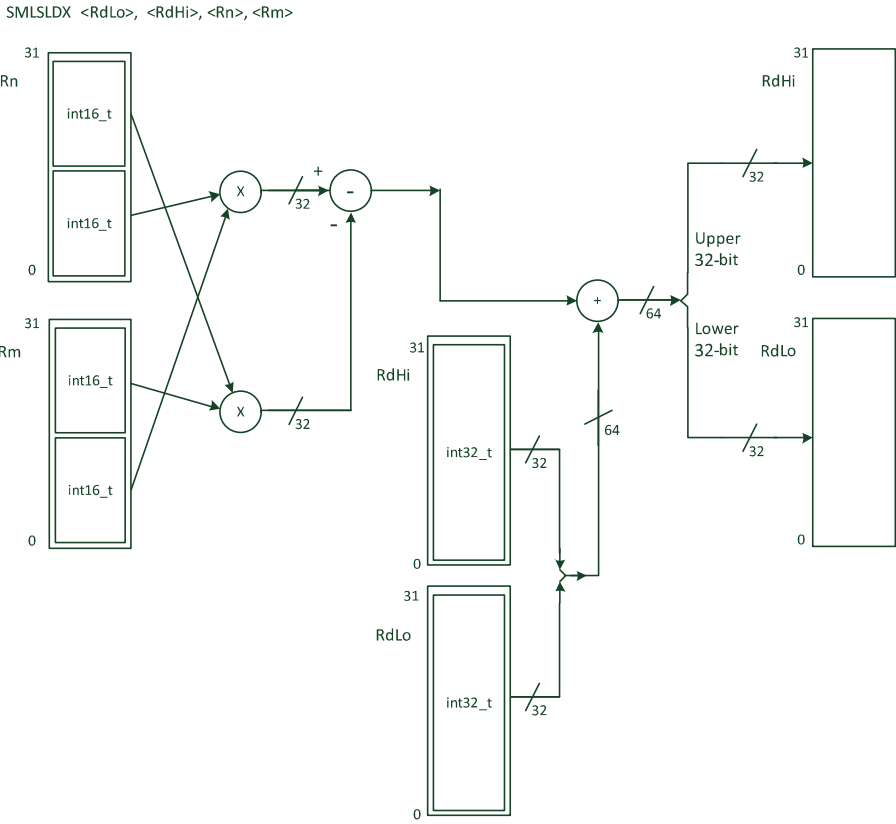 SMLSLDX <RdLo>, <RdHi>, <Rn>, <Rm>
31
Rn
int16_t
int16_t
0
31
Rm
int16_t
int16_t
0
X
+
32
-
-
X
32
31
RdHi
int32_t
32
0
31
RdLo
int32_t
32
0
64
+
64
Upper
32-bit
Lower
32-bit
31
RdHi
32
0
31
RdLo
32
0